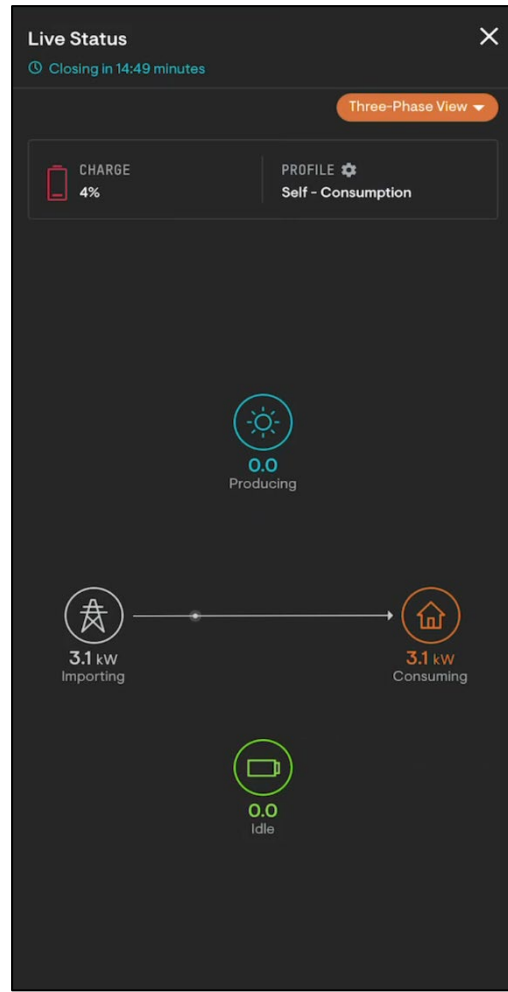 Live Status
Closing in 14:49 minutes
Three-Phase View
CHARGE
4%
PROFILE
Self - Consumption
0.0
Producing
3.1 kW
Importing
3.1 kW
Consuming
0.0
Idle